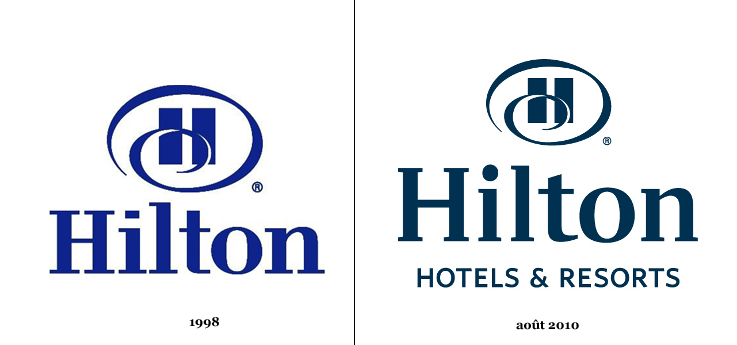 H
®
Hilton
1998
H
®
Hilton
HOTELS & RESORTS
août 2010